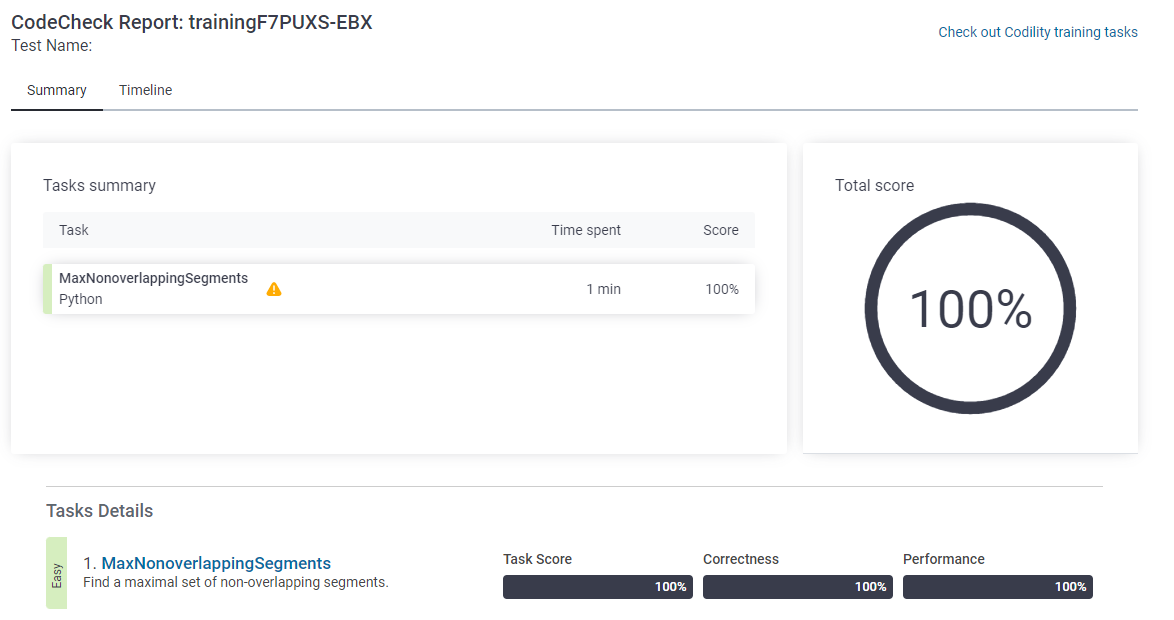 CodeCheck Report: trainingF7PUXS-EBX
Test Name:
Check out Codility training tasks
Summary Timeline
Tasks summary
Task Time spent Score
MaxNonoverlappingSegments
Python
1 min 100%
Total score
100%
Tasks Details
Easy
1. MaxNonoverlappingSegments
Find a maximal set of non-overlapping segments.
Task Score Correctness Performance
100% 100% 100%